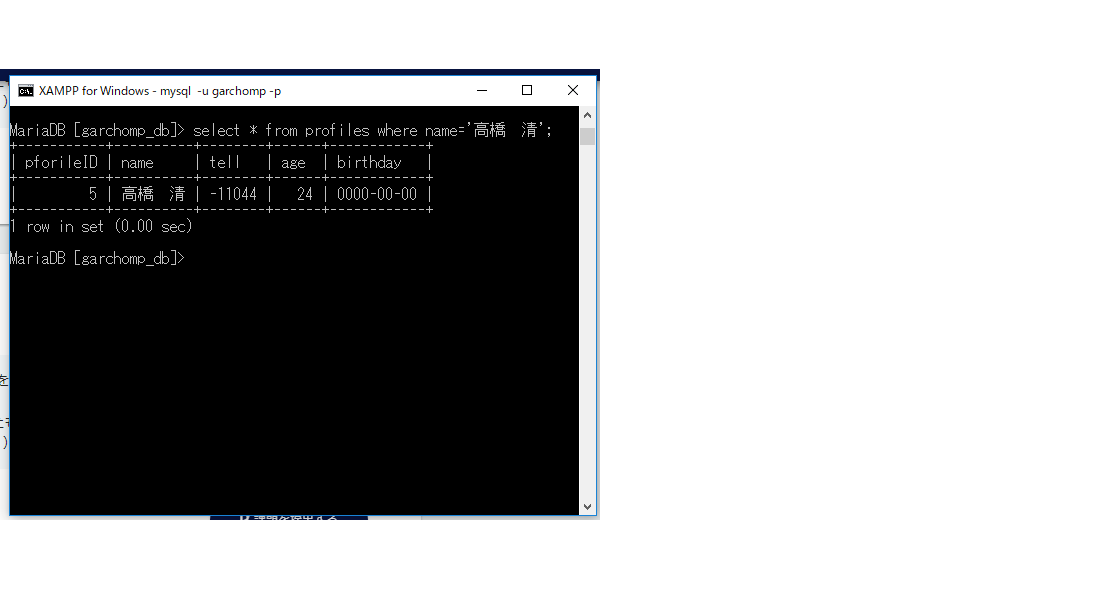 XAMPP for Windows - mysql  -u garchomp -p
MariaDB [garchomp_db]> select * from profiles where name='高橋　清';
+-----------+----------+--------+------+------------+
| pforileID | name     | tell   | age  | birthday   |
+-----------+----------+--------+------+------------+
|         5 | 高橋　清 | -11044 |   24 | 0000-00-00 |
+-----------+----------+--------+------+------------+
1 row in set (0.00 sec)
MariaDB [garchomp_db]>
)
を
)